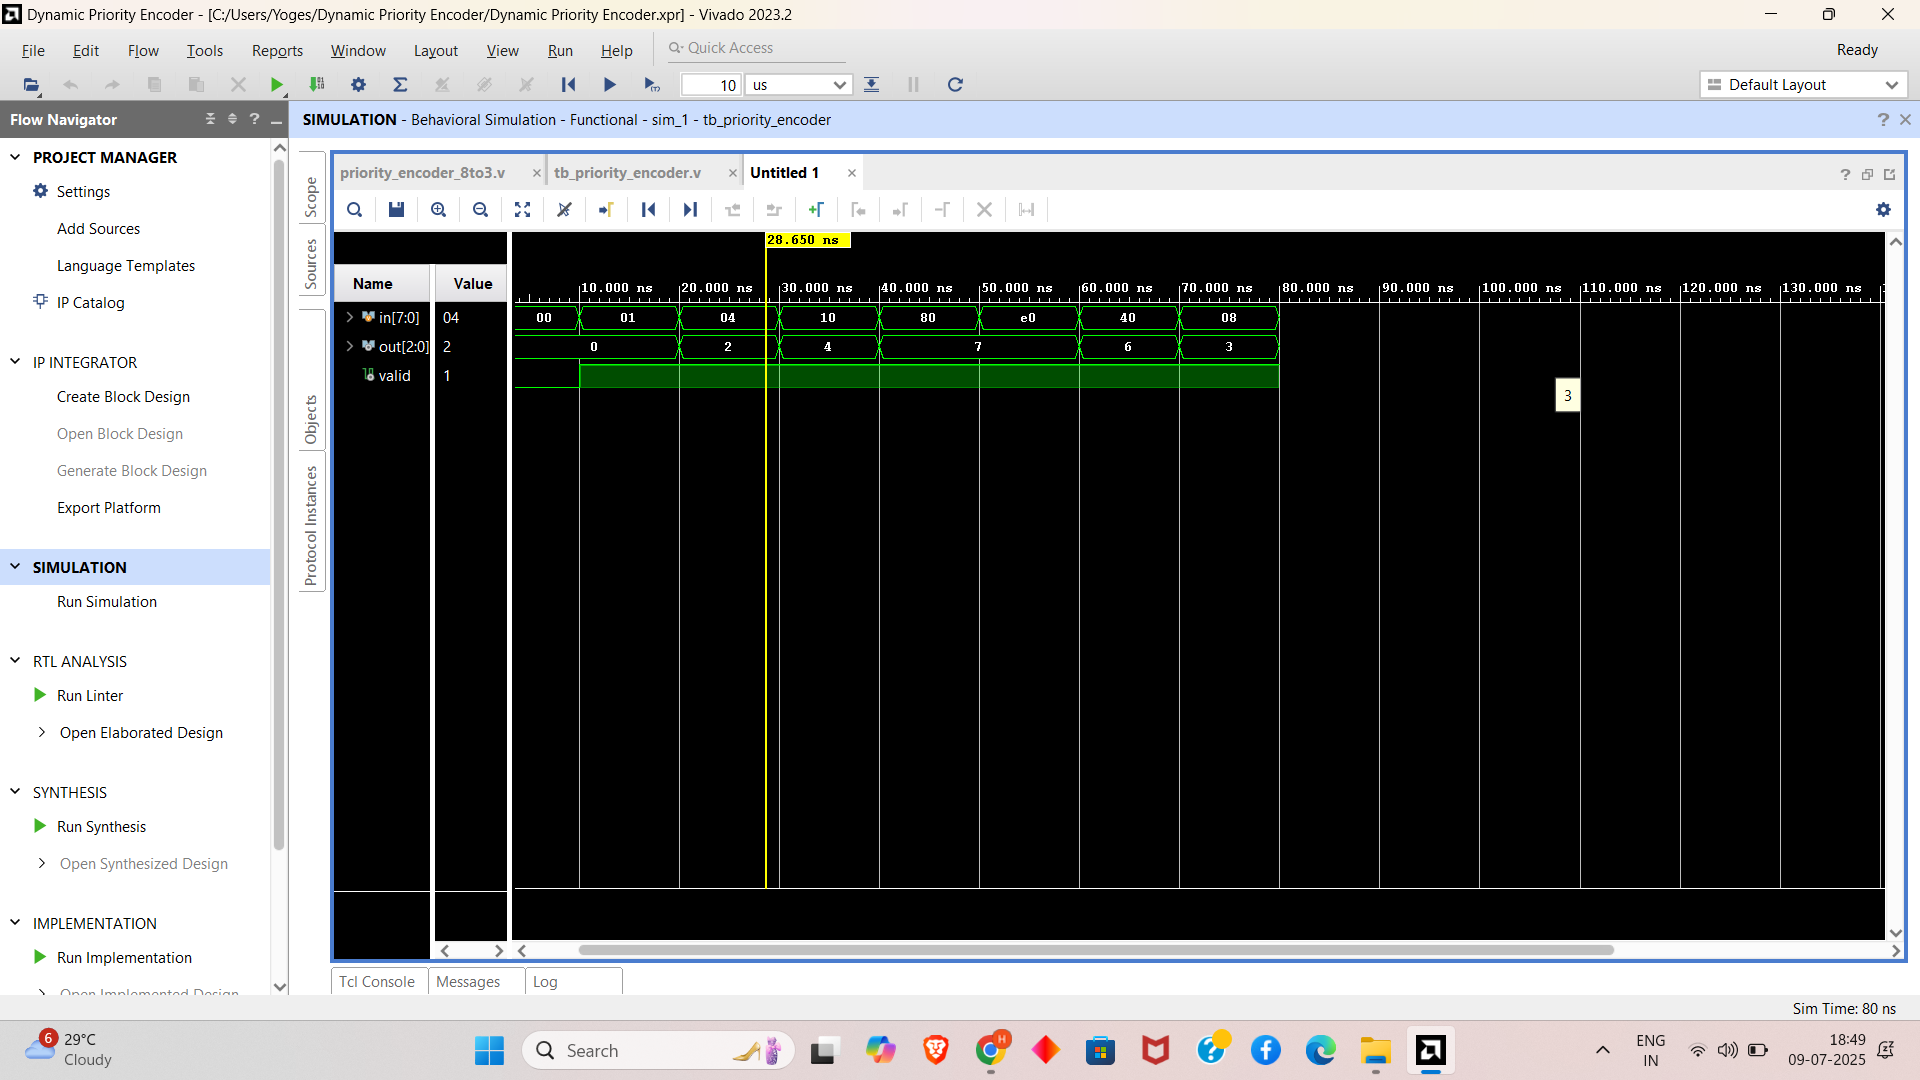 Dynamic Priority Encoder - [C:/Users/Yoges/Dynamic Priority Encoder/Dynamic Priority Encoder.xpr] - Vivado 2023.2
File Edit Flow Tools Reports Window Layout View Run Help Quick Access Ready
10 us Default Layout
Flow Navigator
SIMULATION - Behavioral Simulation - Functional - sim_1 - tb_priority_encoder
PROJECT MANAGER
Settings
Add Sources
Language Templates
IP Catalog
IP INTEGRATOR
Create Block Design
Open Block Design
Generate Block Design
Export Platform
SIMULATION
Run Simulation
RTL ANALYSIS
Run Linter
Open Elaborated Design
SYNTHESIS
Run Synthesis
Open Synthesized Design
IMPLEMENTATION
Run Implementation
Open Implemented Design
Scope
Sources
Objects
Protocol Instances
priority_encoder_8to3.v tb_priority_encoder.v Untitled 1
28.650 ns
Name Value
10.000 ns 20.000 ns 30.000 ns 40.000 ns 50.000 ns 60.000 ns 70.000 ns 80.000 ns 90.000 ns 100.000 ns 110.000 ns 120.000 ns 130.000 ns
in[7:0] 04 00 01 04 10 80 e0 40 08
out[2:0] 2 0 2 4 7 6 3
valid 1
3
Tcl Console Messages Log
Sim Time: 80 ns
6
29°C
Cloudy
Search
H
ENG
IN
18:49
09-07-2025